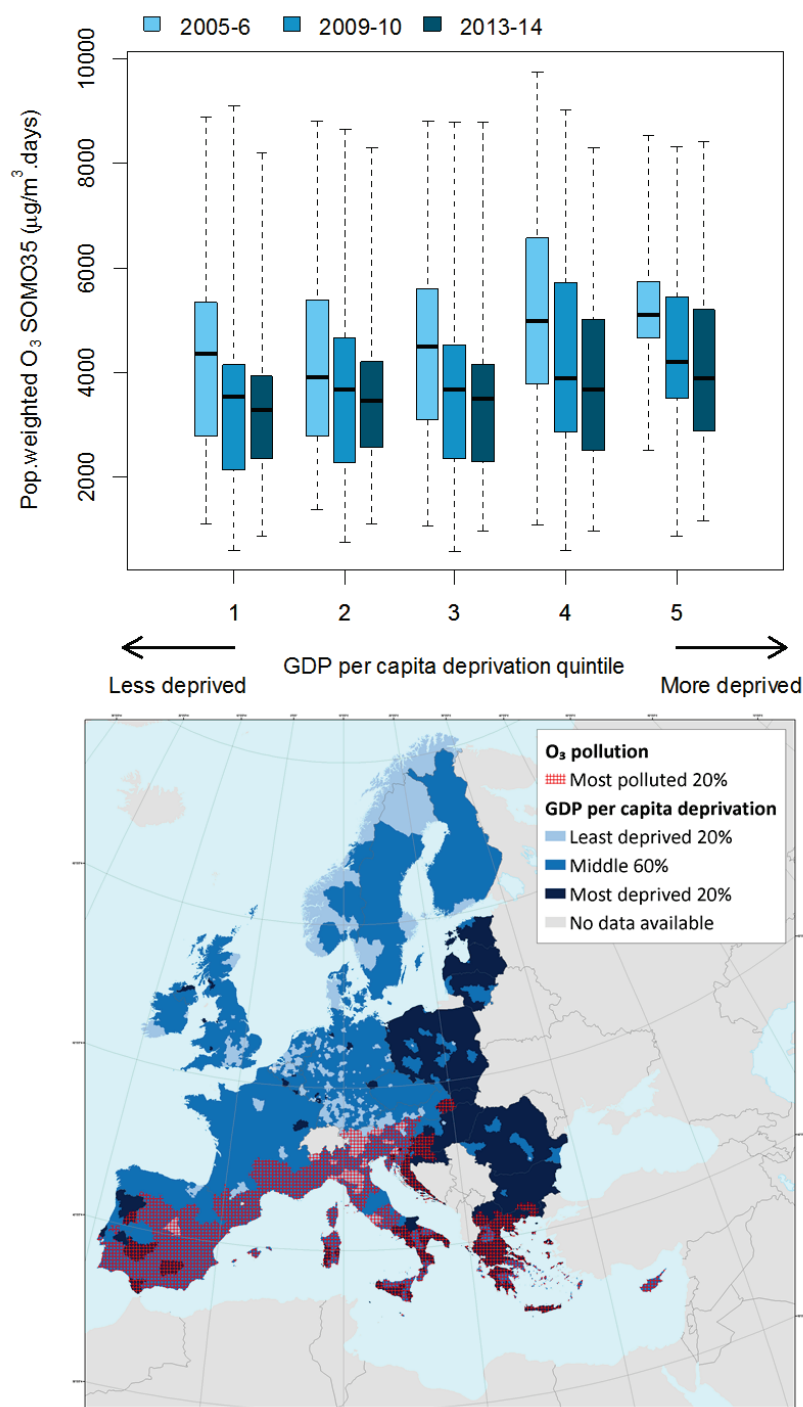 2005-6 2009-10 2013-14
Pop.weighted O₃ SOMO35 (µg/m³.days)
10000
8000
6000
4000
2000
1 2 3 4 5
GDP per capita deprivation quintile
Less deprived More deprived
O₃ pollution
Most polluted 20%
GDP per capita deprivation
Least deprived 20%
Middle 60%
Most deprived 20%
No data available